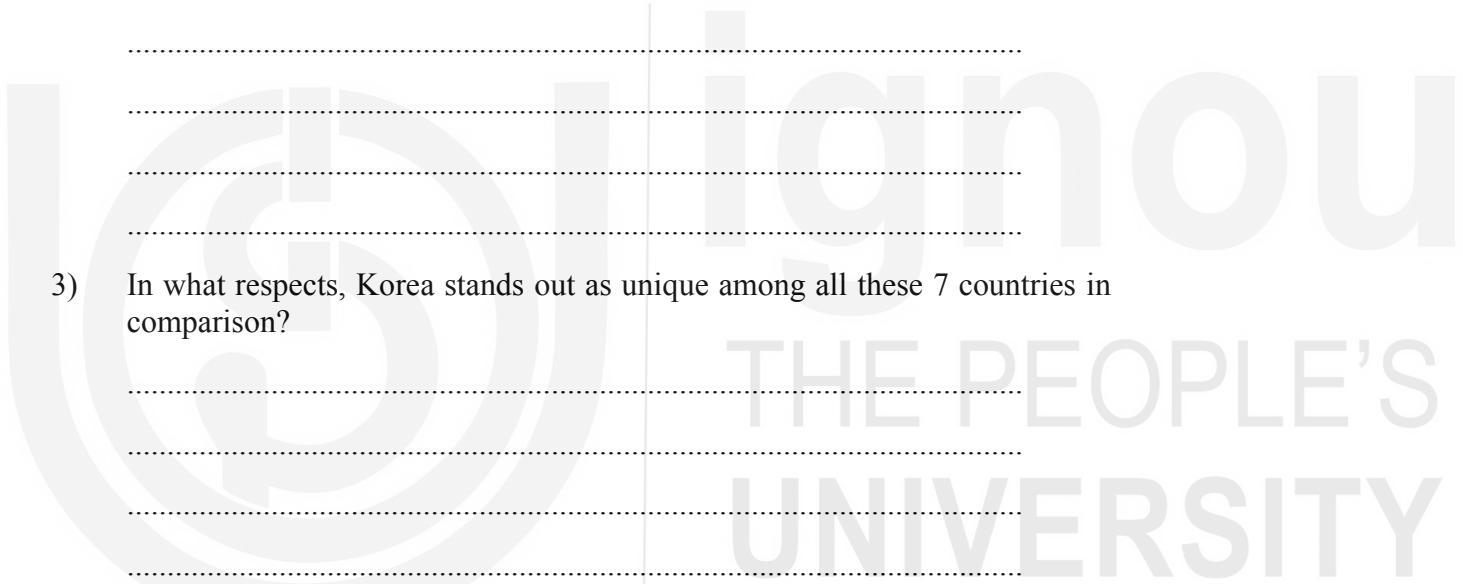 ignou
................................................................................................................
................................................................................................................
................................................................................................................
................................................................................................................
3) In what respects, Korea stands out as unique among all these 7 countries in
comparison?
THE PEOPLE'S
................................................................................................................
................................................................................................................
UNIVERSITY
................................................................................................................
................................................................................................................